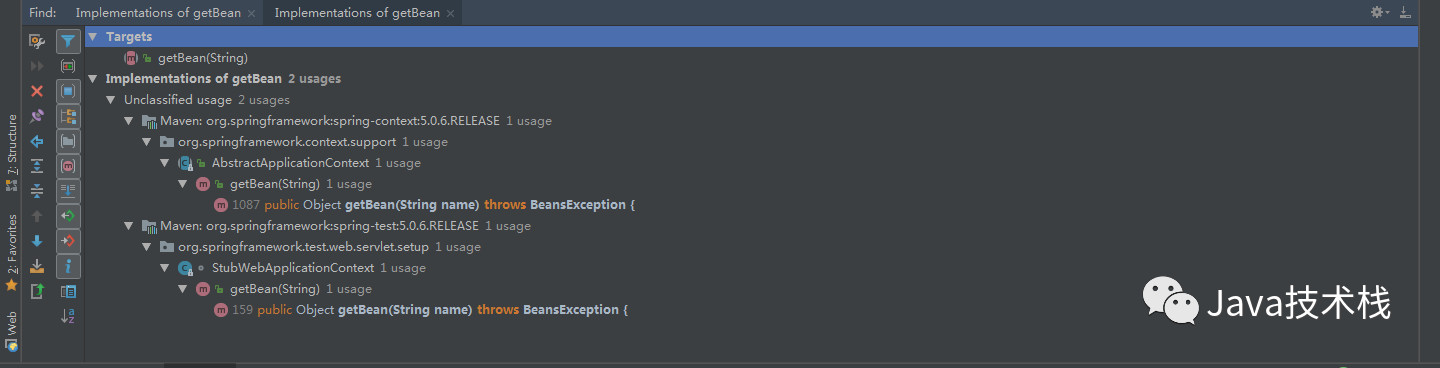 Find: Implementations of getBean × Implementations of getBean ×
Targets
getBean(String)
Implementations of getBean 2 usages
Unclassified usage 2 usages
Maven: org.springframework:spring-context:5.0.6.RELEASE 1 usage
org.springframework.context.support 1 usage
AbstractApplicationContext 1 usage
getBean(String) 1 usage
1087 public Object getBean(String name) throws BeansException {
Maven: org.springframework:spring-test:5.0.6.RELEASE 1 usage
org.springframework.test.web.servlet.setup 1 usage
StubWebApplicationContext 1 usage
getBean(String) 1 usage
159 public Object getBean(String name) throws BeansException {
7: Structure
2: Favorites
Web
Java技术栈